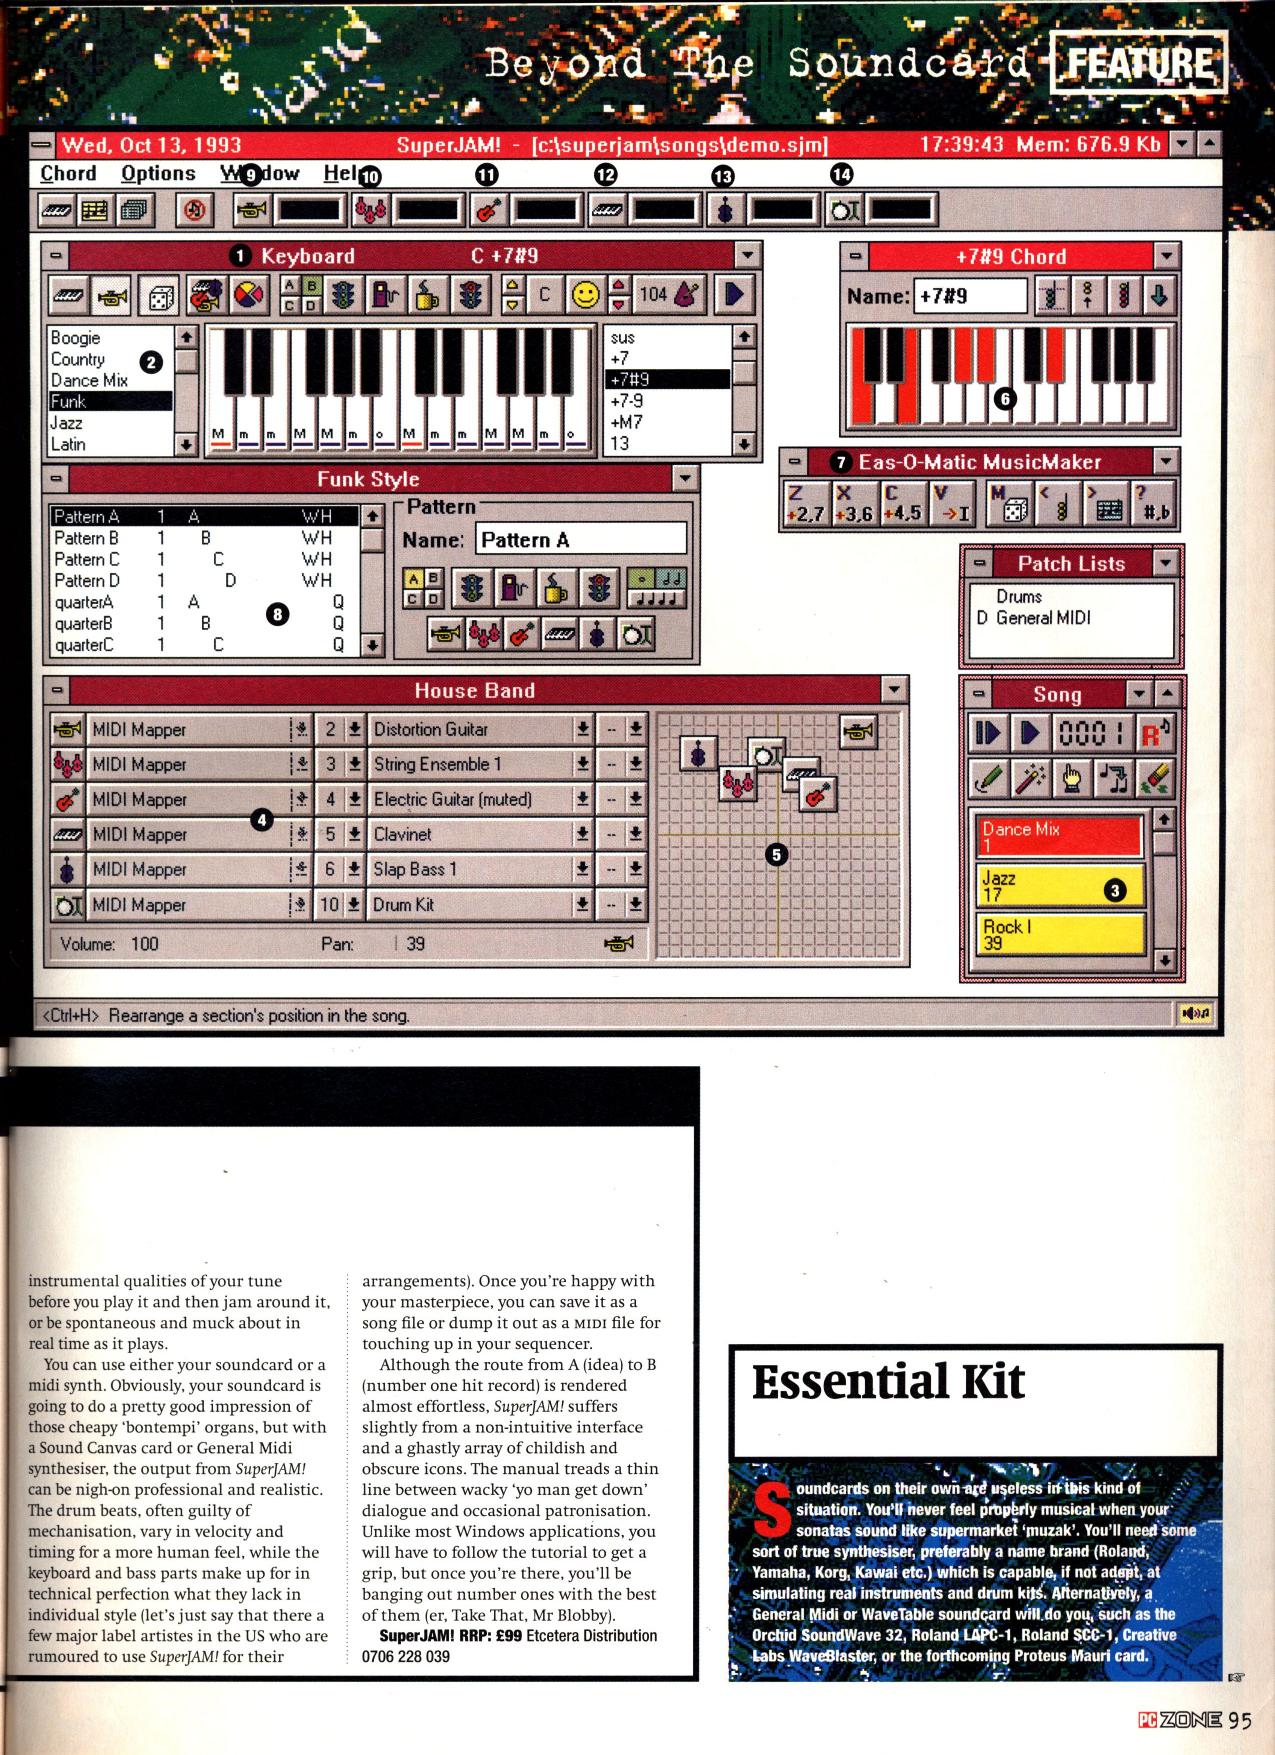 Beyond The Soundcard FEATURE
Wed, Oct 13, 1993 SuperJAM! - [c:\superjam\songs\demo.sjm] 17:39:43 Mem: 676.9 Kb
Chord Options Window Help
9 10 11 12 13 14
1 Keyboard C +7#9
A B C D C 104
Boogie
Country
Dance Mix
Funk
Jazz
Latin
2
M m m M M m o M m m M M m o
sus
+7
+7#9
+7-9
+M7
13
+7#9 Chord
Name: +7#9
6
7 Eas-O-Matic MusicMaker
Z X C V M < > ?
+2,7 +3,6 +4,5 →I #,b
Funk Style
Pattern A 1 A WH
Pattern B 1 B WH
Pattern C 1 C WH
Pattern D 1 D WH
quarterA 1 A Q
quarterB 1 B Q
quarterC 1 C Q
8
Pattern
Name: Pattern A
A B
C D
Patch Lists
Drums
D General MIDI
House Band
MIDI Mapper 2 Distortion Guitar --
MIDI Mapper 3 String Ensemble 1 --
MIDI Mapper 4 Electric Guitar (muted) --
MIDI Mapper 5 Clavinet --
MIDI Mapper 6 Slap Bass 1 --
MIDI Mapper 10 Drum Kit --
4
Volume: 100 Pan: 39
5
Song
0001 R
Dance Mix
1
Jazz
17
3
Rock I
39
<Ctrl+H> Rearrange a section's position in the song.
instrumental qualities of your tune
before you play it and then jam around it,
or be spontaneous and muck about in
real time as it plays.
You can use either your soundcard or a
midi synth. Obviously, your soundcard is
going to do a pretty good impression of
those cheapy 'bontempi' organs, but with
a Sound Canvas card or General Midi
synthesiser, the output from SuperJAM!
can be nigh-on professional and realistic.
The drum beats, often guilty of
mechanisation, vary in velocity and
timing for a more human feel, while the
keyboard and bass parts make up for in
technical perfection what they lack in
individual style (let's just say that there a
few major label artistes in the US who are
rumoured to use SuperJAM! for their
arrangements). Once you're happy with
your masterpiece, you can save it as a
song file or dump it out as a MIDI file for
touching up in your sequencer.
Although the route from A (idea) to B
(number one hit record) is rendered
almost effortless, SuperJAM! suffers
slightly from a non-intuitive interface
and a ghastly array of childish and
obscure icons. The manual treads a thin
line between wacky 'yo man get down'
dialogue and occasional patronisation.
Unlike most Windows applications, you
will have to follow the tutorial to get a
grip, but once you're there, you'll be
banging out number ones with the best
of them (er, Take That, Mr Blobby).
SuperJAM! RRP: £99 Etcetera Distribution
0706 228 039
Essential Kit
Soundcards on their own are useless in this kind of
situation. You'll never feel properly musical when your
sonatas sound like supermarket 'muzak'. You'll need some
sort of true synthesiser, preferably a name brand (Roland,
Yamaha, Korg, Kawai etc.) which is capable, if not adept, at
simulating real instruments and drum kits. Alternatively, a
General Midi or WaveTable soundcard will do you, such as the
Orchid SoundWave 32, Roland LAPC-1, Roland SCC-1, Creative
Labs WaveBlaster, or the forthcoming Proteus Mauri card.
PC ZONE 95